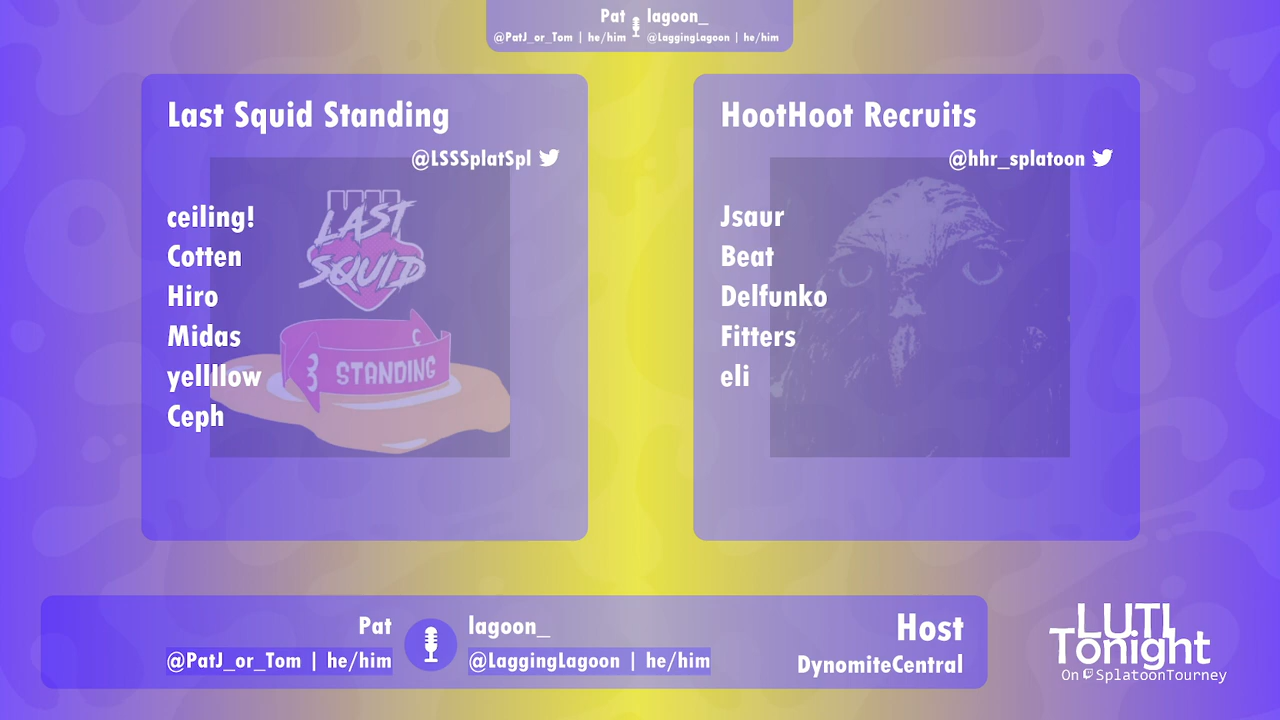 Pat lagoon_
@PatJ_or_Tom | he/him @LaggingLagoon | he/him
Last Squid Standing
@LSSSplatSpl
ceiling!
Cotten
Hiro
Midas
yellllow
Ceph
LAST
SQUID
STANDING
HootHoot Recruits
@hhr_splatoon
Jsaur
Beat
Delfunko
Fitters
eli
Pat
@PatJ_or_Tom | he/him
lagoon_
@LaggingLagoon | he/him
Host
DynomiteCentral
LUTI
Tonight
On SplatoonTourney